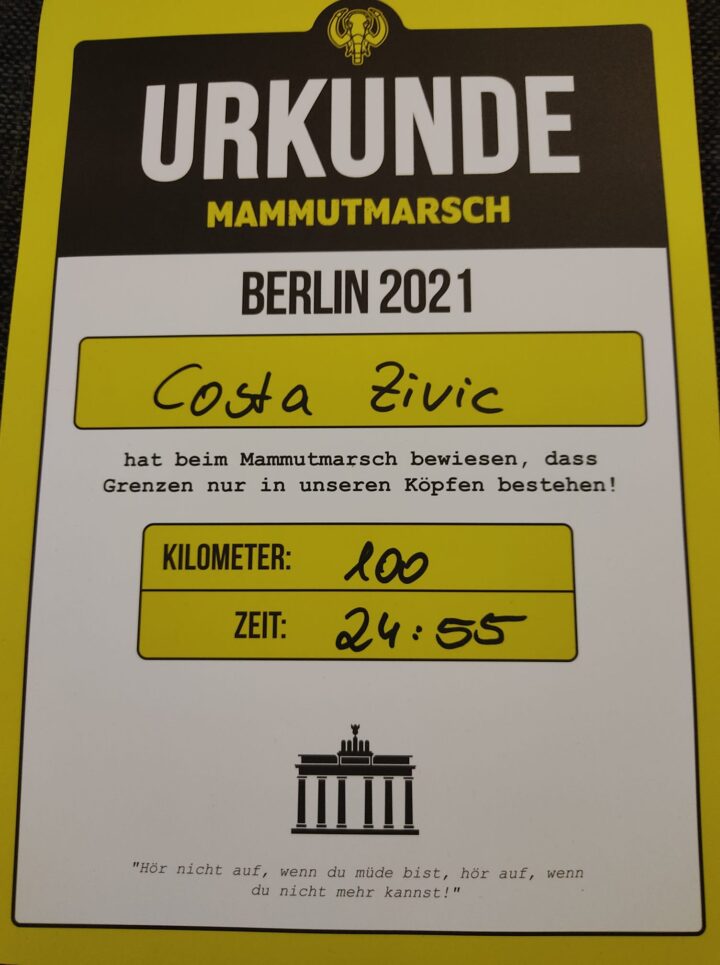 URKUNDE
MAMMUTMARSCH
BERLIN 2021
Costa Zivic
hat beim Mammutmarsch bewiesen, dass
Grenzen nur in unseren Köpfen bestehen!
KILOMETER: 100
ZEIT: 24:55
"Hör nicht auf, wenn du müde bist, hör auf, wenn
du nicht mehr kannst!"